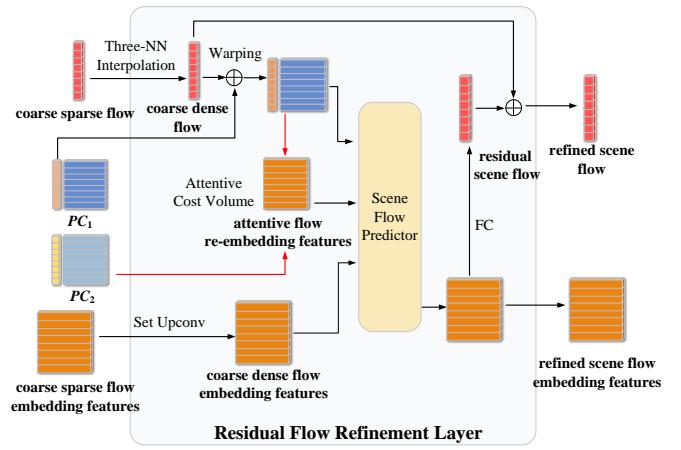 Three-NN
Interpolation
Warping
coarse sparse flow
coarse dense
flow
residual
scene flow
refined scene
flow
PC1
Attentive
Cost Volume
attentive flow
re-embedding features
Scene
Flow
Predictor
FC
PC2
Set Upconv
coarse sparse flow
embedding features
coarse dense flow
embedding features
refined scene flow
embedding features
Residual Flow Refinement Layer